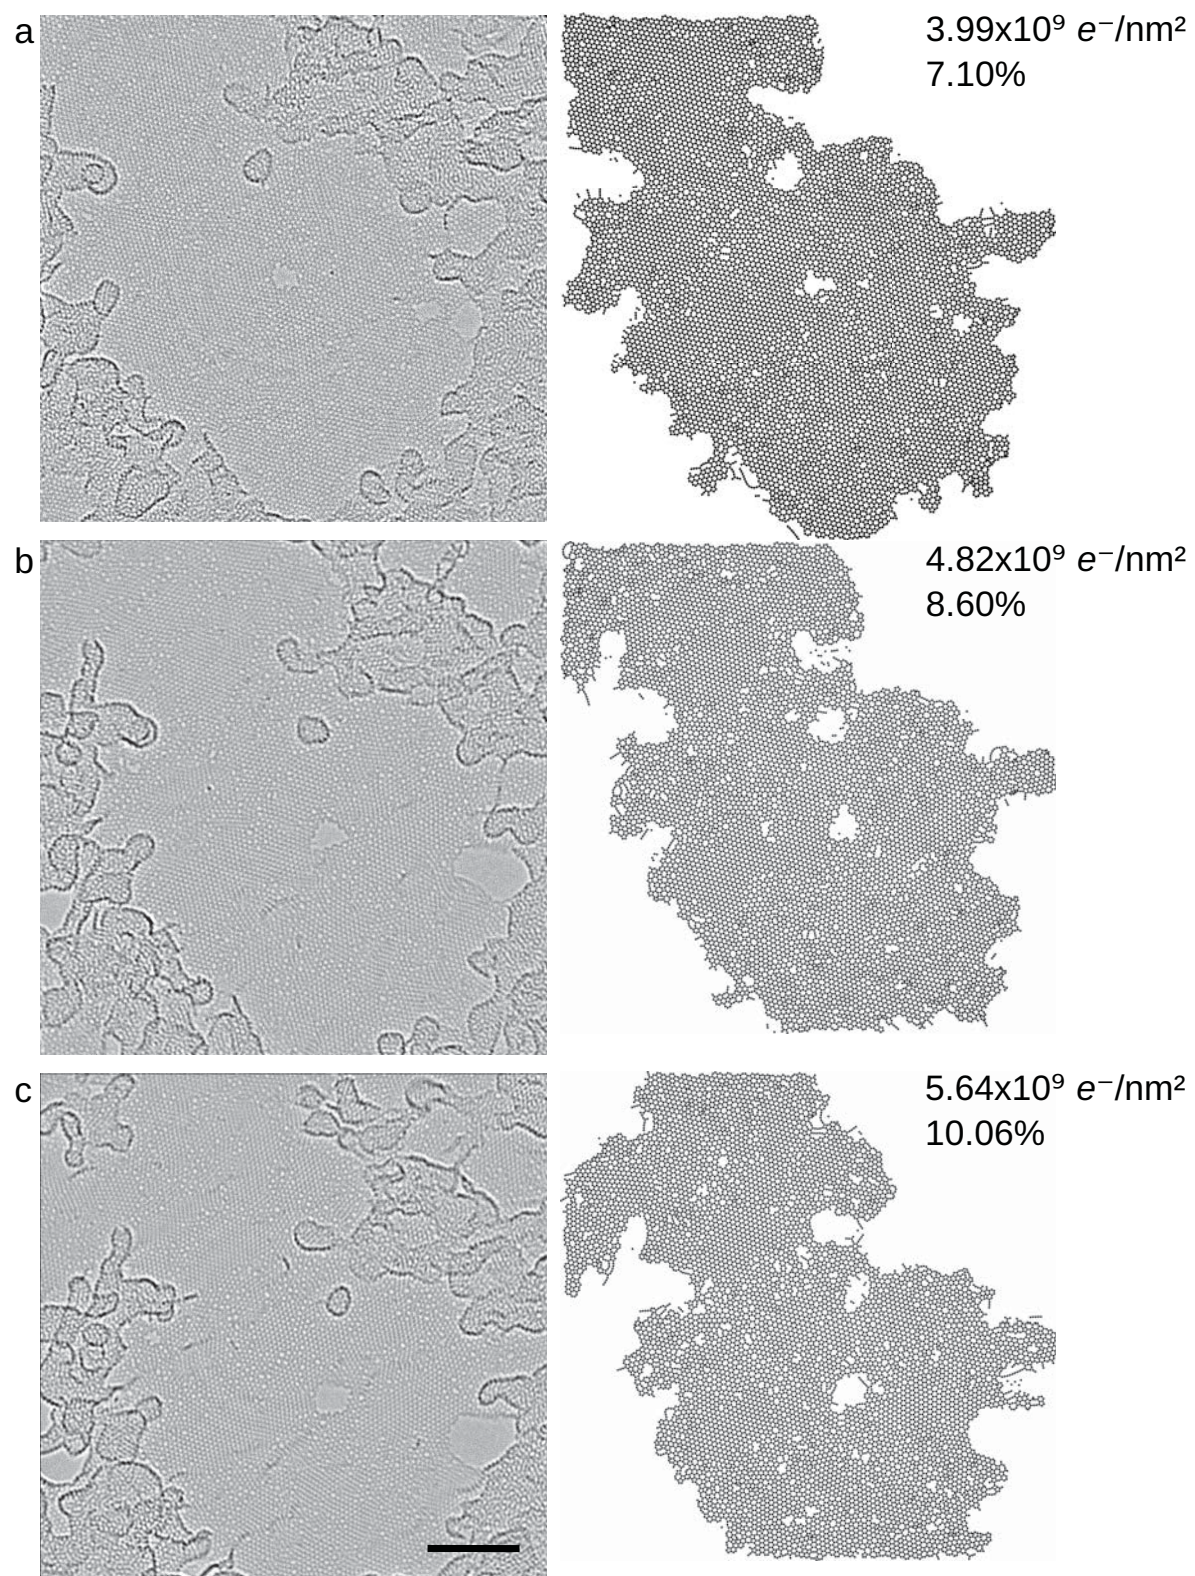 a
3.99x10⁹ e⁻/nm²
7.10%
b
4.82x10⁹ e⁻/nm²
8.60%
c
5.64x10⁹ e⁻/nm²
10.06%